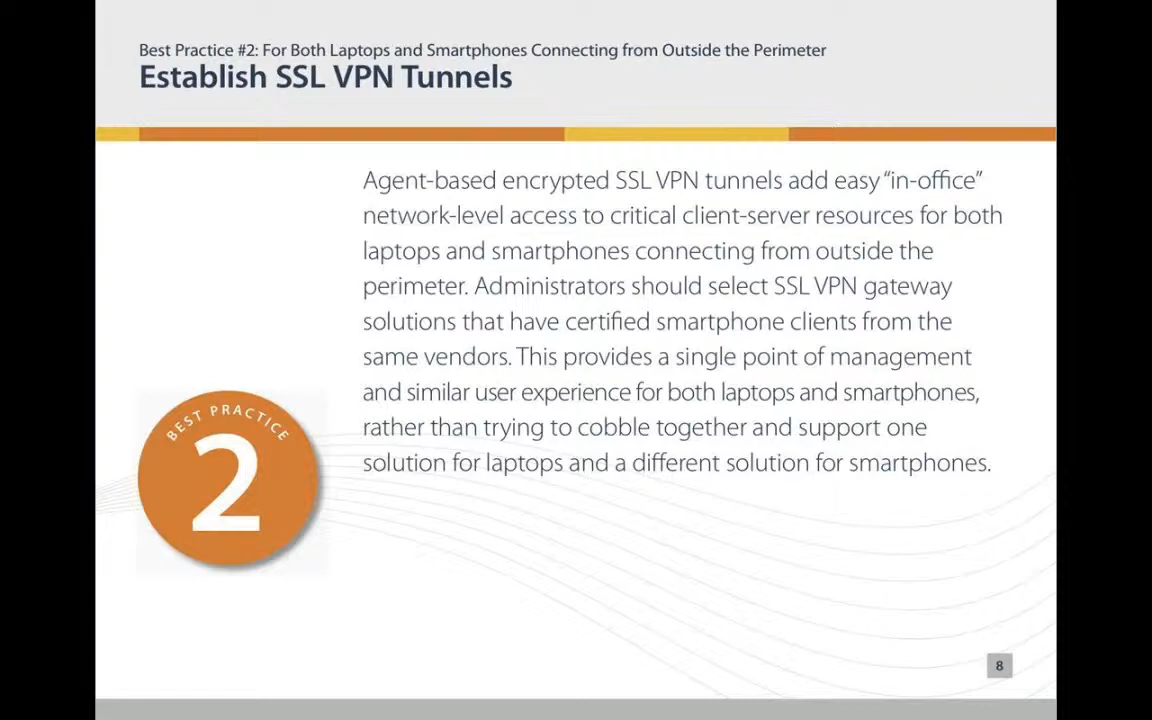 Best Practice #2: For Both Laptops and Smartphones Connecting from Outside the Perimeter
Establish SSL VPN Tunnels
Agent-based encrypted SSL VPN tunnels add easy “in-office”
network-level access to critical client-server resources for both
laptops and smartphones connecting from outside the
perimeter. Administrators should select SSL VPN gateway
solutions that have certified smartphone clients from the
same vendors. This provides a single point of management
and similar user experience for both laptops and smartphones,
rather than trying to cobble together and support one
solution for laptops and a different solution for smartphones.
BEST PRACTICE
2
8